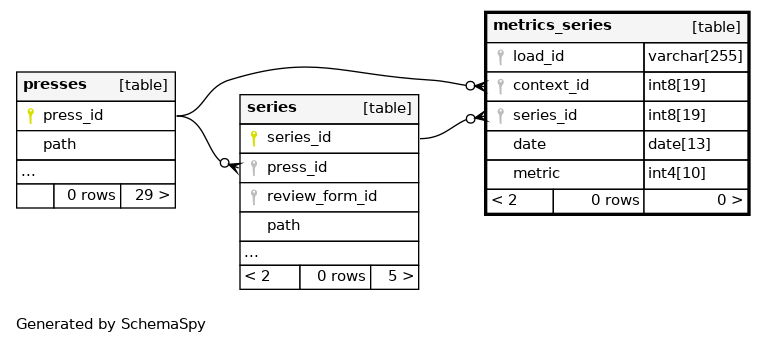 metrics_series [table]
load_id varchar[255]
context_id int8[19]
series_id int8[19]
date date[13]
metric int4[10]
< 2 0 rows 0 >
presses [table]
press_id
path
...
0 rows 29 >
series [table]
series_id
press_id
review_form_id
path
...
< 2 0 rows 5 >
Generated by SchemaSpy